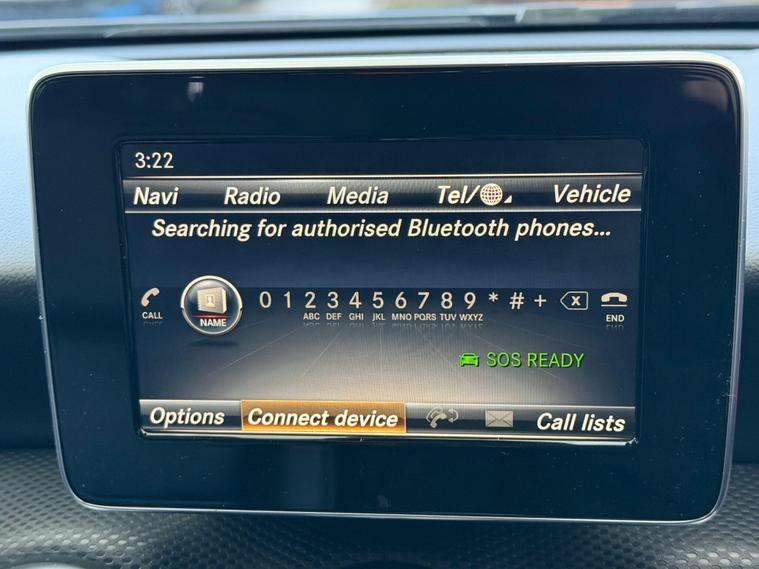 3:22
Navi Radio Media Tel/ Vehicle
Searching for authorised Bluetooth phones...
0 1 2 3 4 5 6 7 8 9 * # + X
CALL NAME ABC DEF GHI JKL MNO PQRS TUV WXYZ END
SOS READY
Options Connect device Call lists